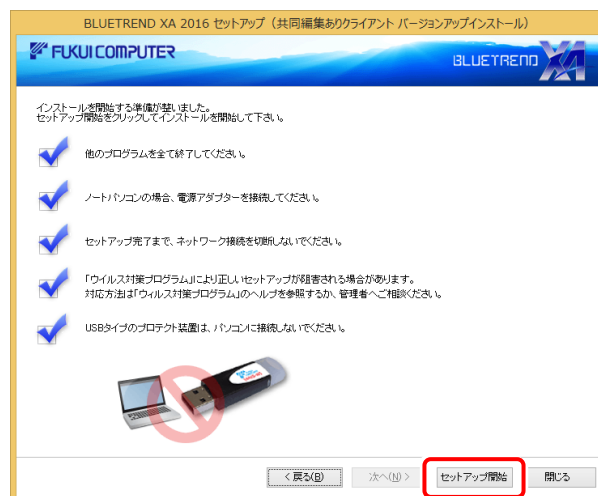 BLUETREND XA 2016 セットアップ（共同編集ありクライアント バージョンアップインストール）
FUKUI COMPUTER
BLUETREND XA
インストールを開始する準備が整いました。
セットアップ開始をクリックしてインストールを開始して下さい。
他のプログラムを全て終了してください。
ノートパソコンの場合、電源アダプターを接続してください。
セットアップ完了まで、ネットワーク接続を切断しないでください。
「ウイルス対策プログラム」により正しいセットアップが阻害される場合があります。
対応方法は「ウィルス対策プログラム」のヘルプを参照するか、管理者へご相談ください。
USBタイプのプロテクト装置は、パソコンに接続しないでください。
< 戻る(B)
次へ(N) >
セットアップ開始
閉じる